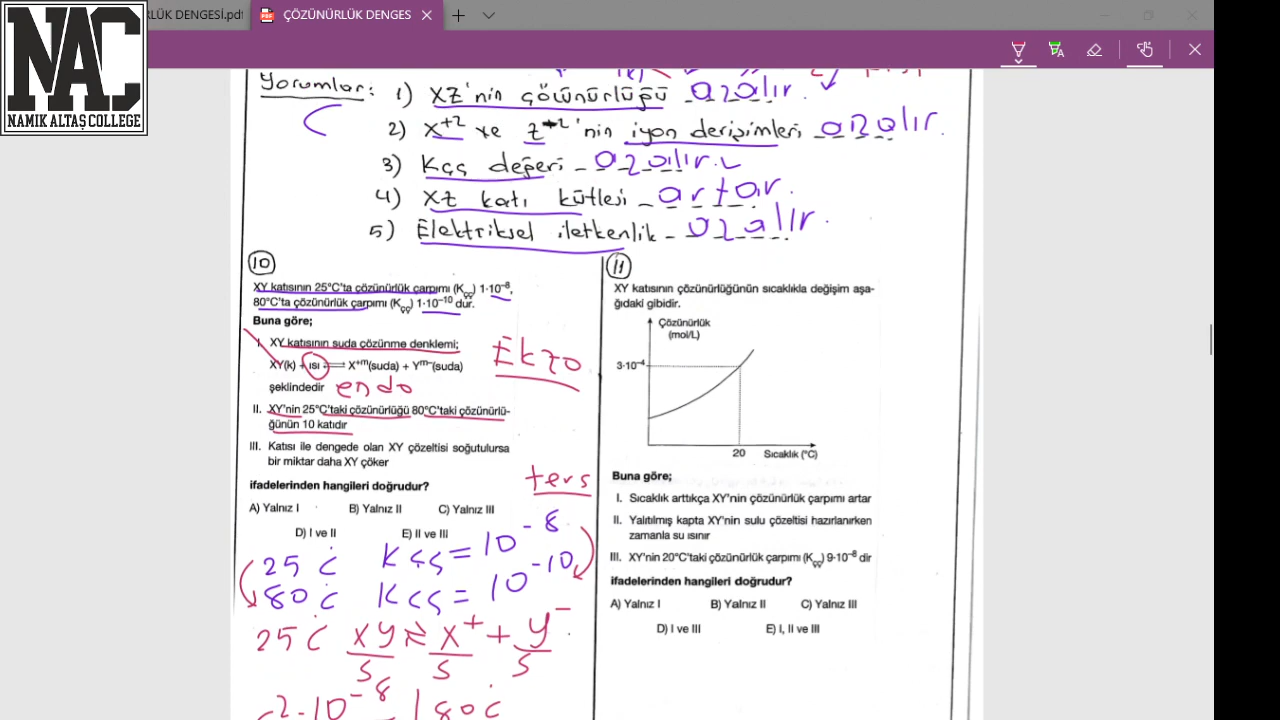 RLÜK DENGESİ.pdf
ÇÖZÜNÜRLÜK DENGES
NAC
NAMIK ALTAŞ COLLEGE
Yorumlar:
1) XZ'nin çözünürlüğü azalır.
2) X+2 ve Z-2'nin iyon derişimleri azalır.
3) Kçç değeri azalır.
4) XZ katı kütlesi artar.
5) Elektriksel iletkenlik azalır.
10
XY katısının 25°C'ta çözünürlük çarpımı (Kçç) 1·10-8,
80°C'ta çözünürlük çarpımı (Kçç) 1·10-10 dur.
Buna göre;
I. XY katısının suda çözünme denklemi;
XY(k) + ısı ⇌ X+m(suda) + Ym-(suda)
şeklindedir endo
Ekzo
II. XY'nin 25°C'taki çözünürlüğü 80°C'taki çözünürlü-
ğünün 10 katıdır
III. Katısı ile dengede olan XY çözeltisi soğutulursa
bir miktar daha XY çöker
ters
ifadelerinden hangileri doğrudur?
A) Yalnız I B) Yalnız II C) Yalnız III
D) I ve II E) II ve III
25 °C Kçç = 10-8
80 °C Kçç = 10-10
25 °C XY ⇌ X+ + Y-
s s s
s2=10-8 | 80 °C
11
XY katısının çözünürlüğünün sıcaklıkla değişim aşa-
ğıdaki gibidir.
Çözünürlük
(mol/L)
3·10-4
20 Sıcaklık (°C)
Buna göre;
I. Sıcaklık arttıkça XY'nin çözünürlük çarpımı artar
II. Yalıtılmış kapta XY'nin sulu çözeltisi hazırlanırken
zamanla su ısınır
III. XY'nin 20°C'taki çözünürlük çarpımı (Kçç) 9·10-8 dir
ifadelerinden hangileri doğrudur?
A) Yalnız I B) Yalnız II C) Yalnız III
D) I ve III E) I, II ve III